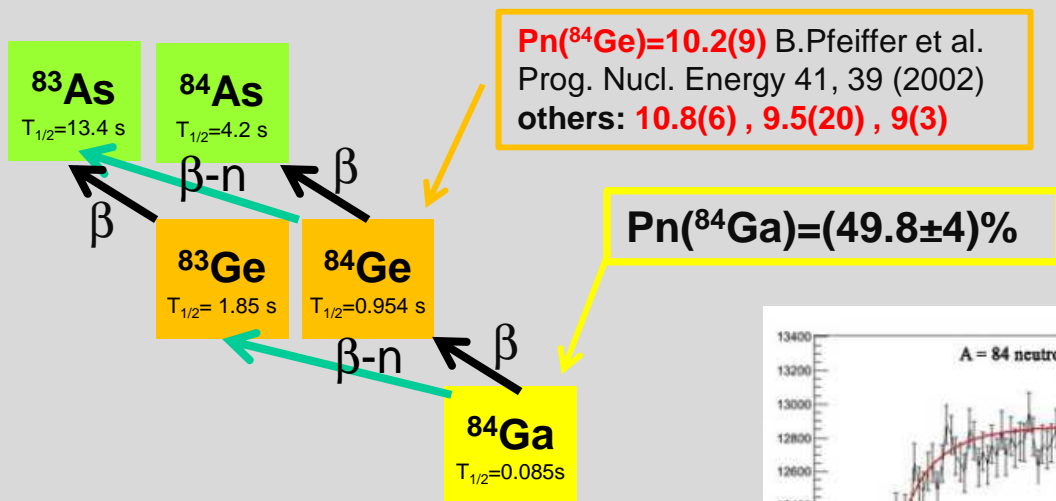 Pn(⁸⁴Ge)=10.2(9) B.Pfeiffer et al.
Prog. Nucl. Energy 41, 39 (2002)
others: 10.8(6) , 9.5(20) , 9(3)
⁸³As
T₁/₂=13.4 s
⁸⁴As
T₁/₂=4.2 s
β-n
β
β
Pn(⁸⁴Ga)=(49.8±4)%
⁸³Ge
T₁/₂= 1.85 s
⁸⁴Ge
T₁/₂=0.954 s
β-n
β
⁸⁴Ga
T₁/₂=0.085s
13400
A = 84 neutro
13200
13000
12800
12600